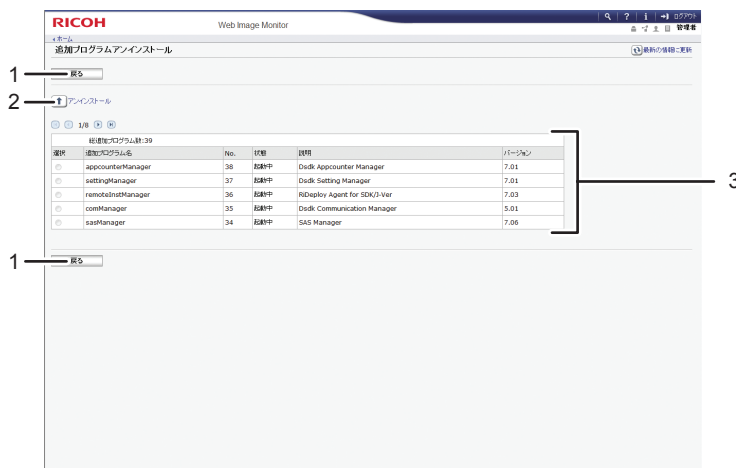 RICOH
Web Image Monitor
? i ログアウト
管理者
ホーム
追加プログラムアンインストール
最新の情報に更新
1 戻る
2 アンインストール
1/8
総追加プログラム数:39
選択 追加プログラム名 No. 状態 説明 バージョン
appcounterManager 38 起動中 Dsdk Appcounter Manager 7.01
settingManager 37 起動中 Dsdk Setting Manager 7.01
remoteInstManager 36 起動中 RiDeploy Agent for SDK/J-Ver 7.03
comManager 35 起動中 Dsdk Communication Manager 5.01
sasManager 34 起動中 SAS Manager 7.06
3
1 戻る